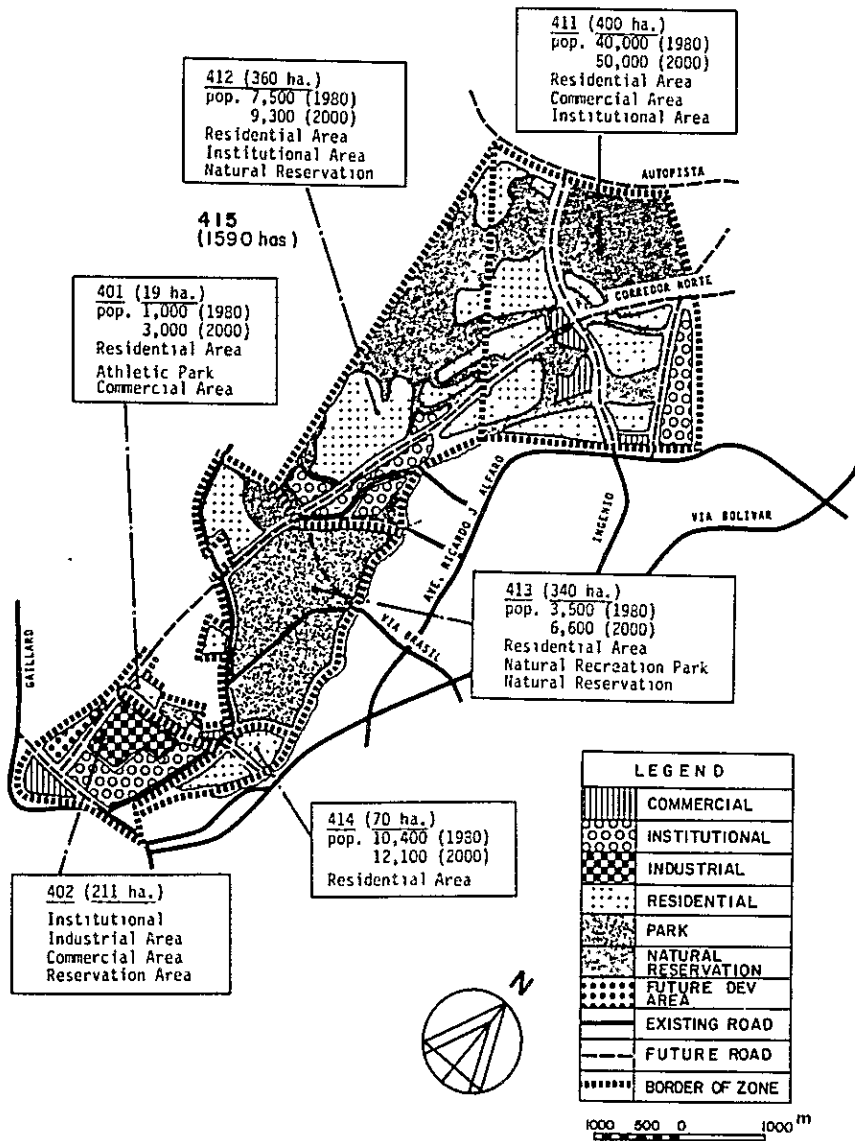 411 (400 ha.)
pop. 40,000 (1980)
50,000 (2000)
Residential Area
Commercial Area
Institutional Area
412 (360 ha.)
pop. 7,500 (1980)
9,300 (2000)
Residential Area
Institutional Area
Natural Reservation
AUTOPISTA
415
(1590 has)
401 (19 ha.)
pop. 1,000 (1980)
3,000 (2000)
Residential Area
Athletic Park
Commercial Area
CORREDOR NORTE
AVE. RICARDO J. ALFARO
INGENIO
VIA BOLIVAR
VIA BRASIL
GAILLARD
413 (340 ha.)
pop. 3,500 (1980)
6,600 (2000)
Residential Area
Natural Recreation Park
Natural Reservation
414 (70 ha.)
pop. 10,400 (1980)
12,100 (2000)
Residential Area
402 (211 ha.)
Institutional
Industrial Area
Commercial Area
Reservation Area
N
LEGEND
COMMERCIAL
INSTITUTIONAL
INDUSTRIAL
RESIDENTIAL
PARK
NATURAL
RESERVATION
FUTURE DEV
AREA
EXISTING ROAD
FUTURE ROAD
BORDER OF ZONE
1000 500 0 1000 m